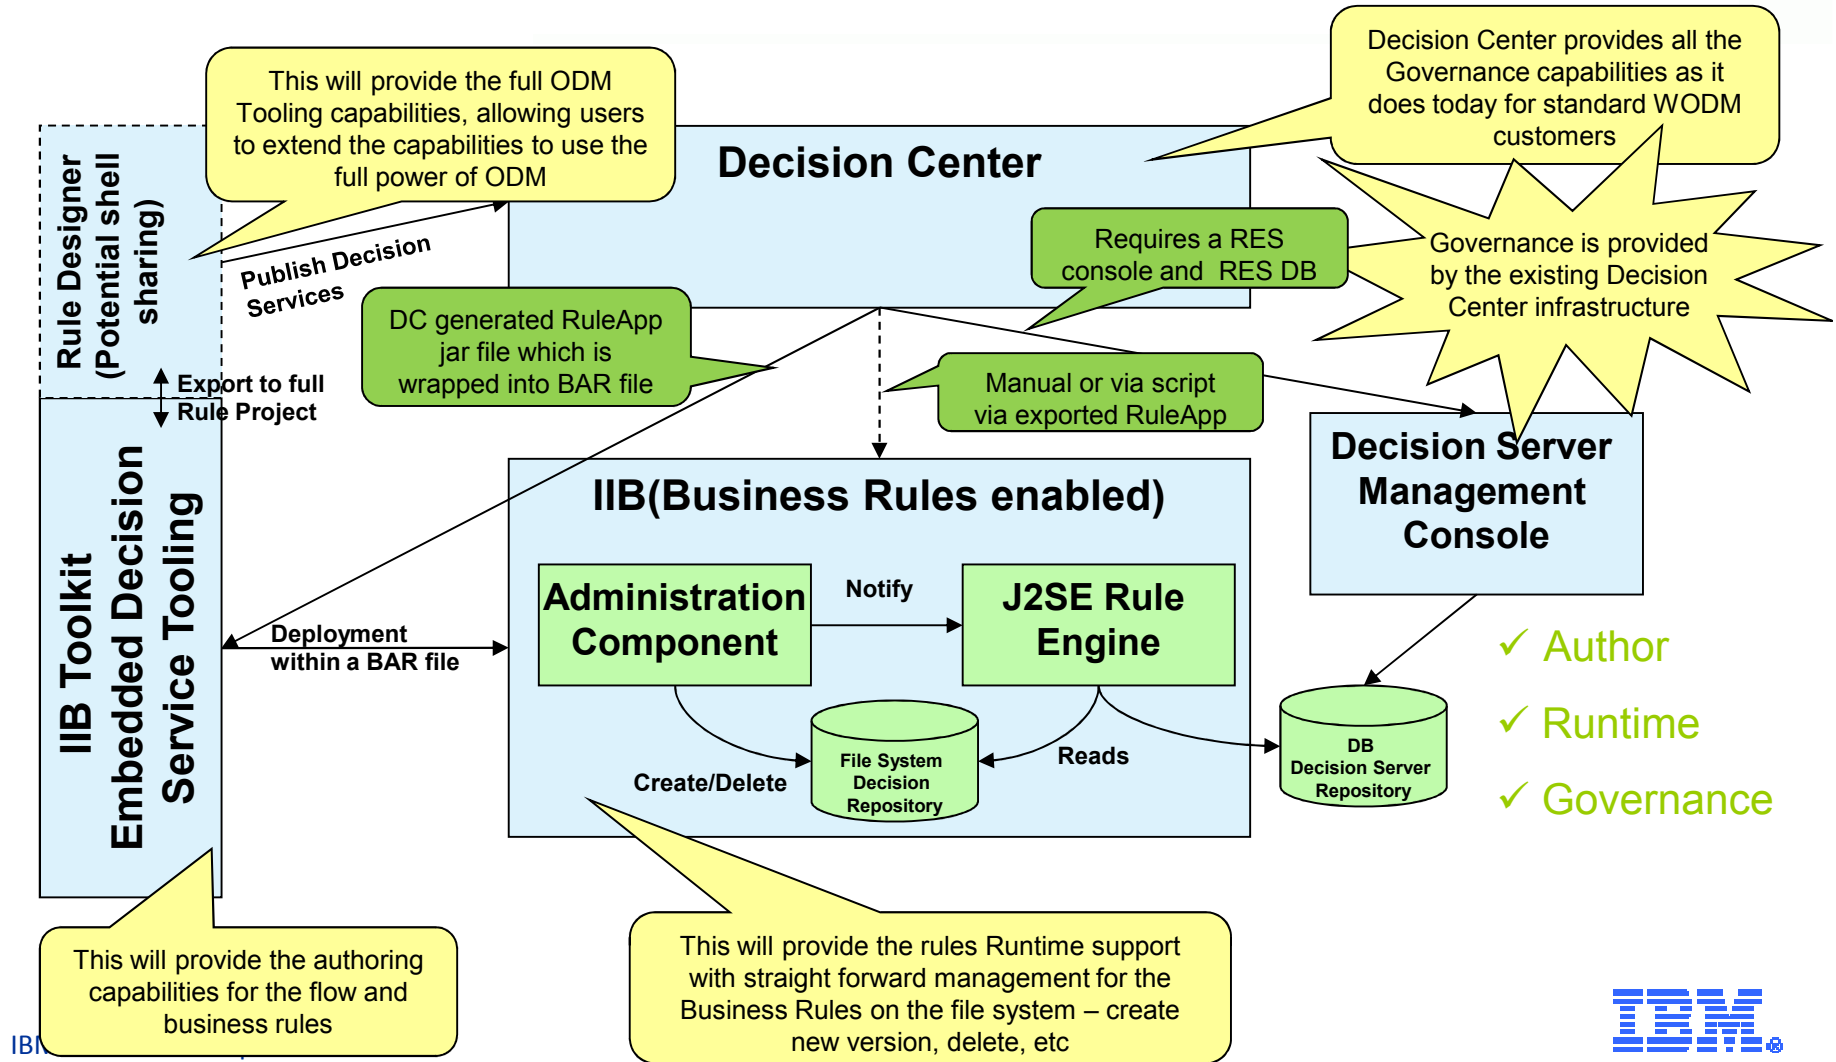 Decision Center provides all the
Governance capabilities as it
does today for standard WODM
customers
This will provide the full ODM
Tooling capabilities, allowing users
to extend the capabilities to use the
full power of ODM
Decision Center
Rule Designer
(Potential shell
sharing)
Publish Decision
Services
Requires a RES
console and RES DB
Governance is provided
by the existing Decision
Center infrastructure
DC generated RuleApp
jar file which is
wrapped into BAR file
Manual or via script
via exported RuleApp
Export to full
Rule Project
IIB Toolkit
Embedded Decision
Service Tooling
IIB(Business Rules enabled)
Decision Server
Management
Console
Administration
Component
Notify
J2SE Rule
Engine
Deployment
within a BAR file
Create/Delete
File System
Decision
Repository
Reads
DB
Decision Server
Repository
✓ Author
✓ Runtime
✓ Governance
This will provide the authoring
capabilities for the flow and
business rules
This will provide the rules Runtime support
with straight forward management for the
Business Rules on the file system – create
new version, delete, etc
IBM®